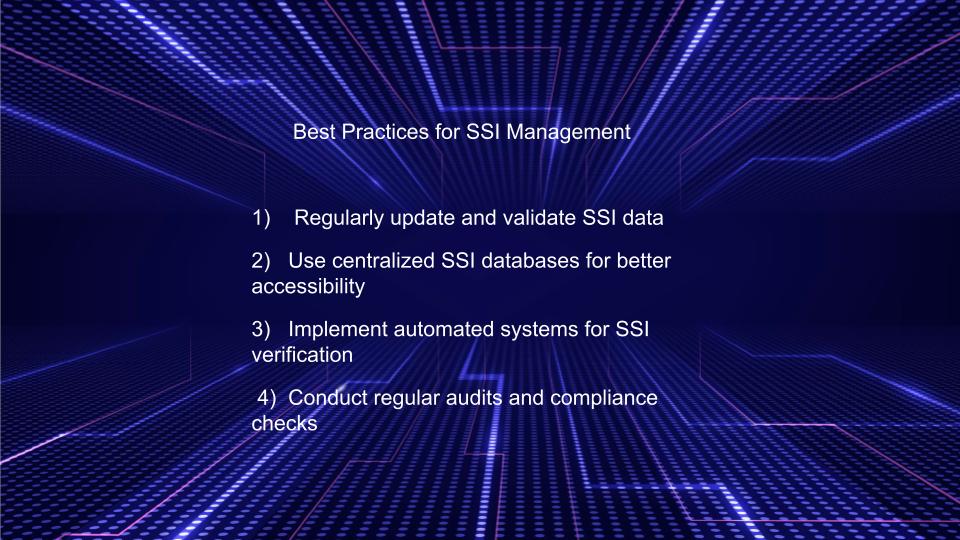 Best Practices for SSI Management
1) Regularly update and validate SSI data
2) Use centralized SSI databases for better
accessibility
3) Implement automated systems for SSI
verification
4) Conduct regular audits and compliance
checks